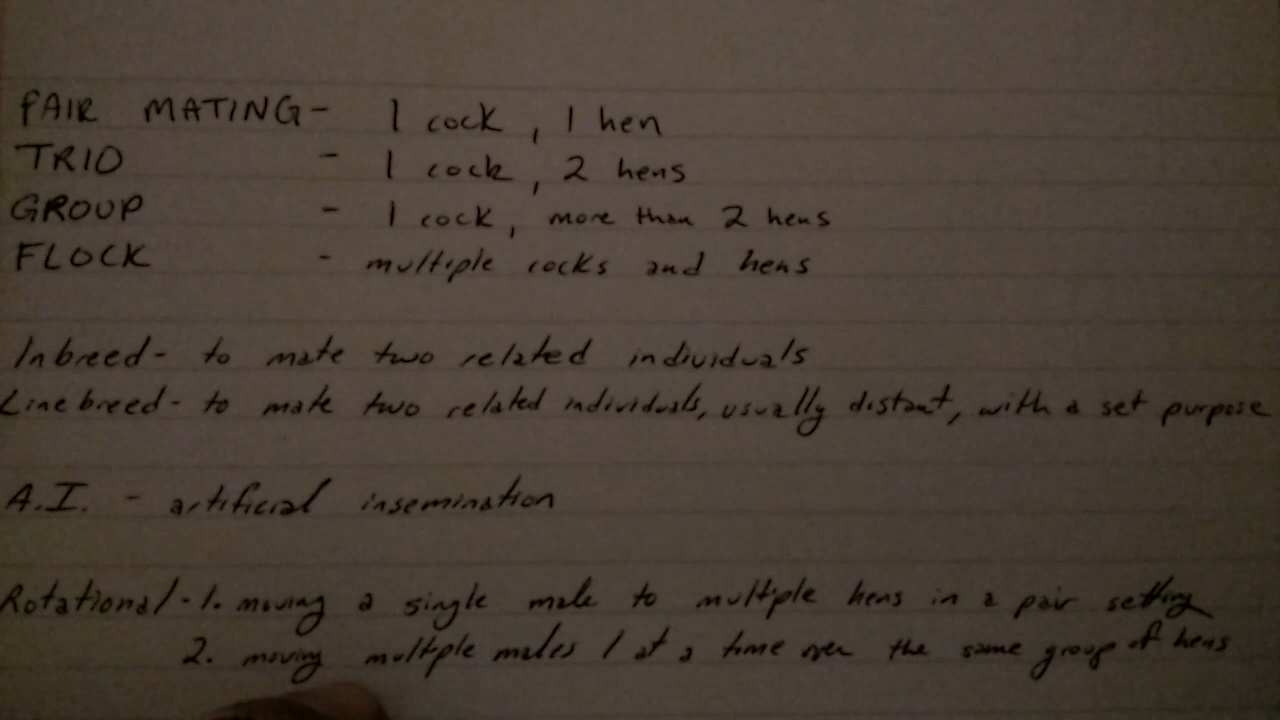 PAIR MATING - 1 cock, 1 hen
TRIO - 1 cock, 2 hens
GROUP - 1 cock, more than 2 hens
FLOCK - multiple cocks and hens
Inbreed - to mate two related individuals
Linebreed - to mate two related individuals, usually distant, with a set purpose
A.I. - artificial insemination
Rotational - 1. moving a single male to multiple hens in a pair setting
2. moving multiple males 1 at a time over the same group of hens